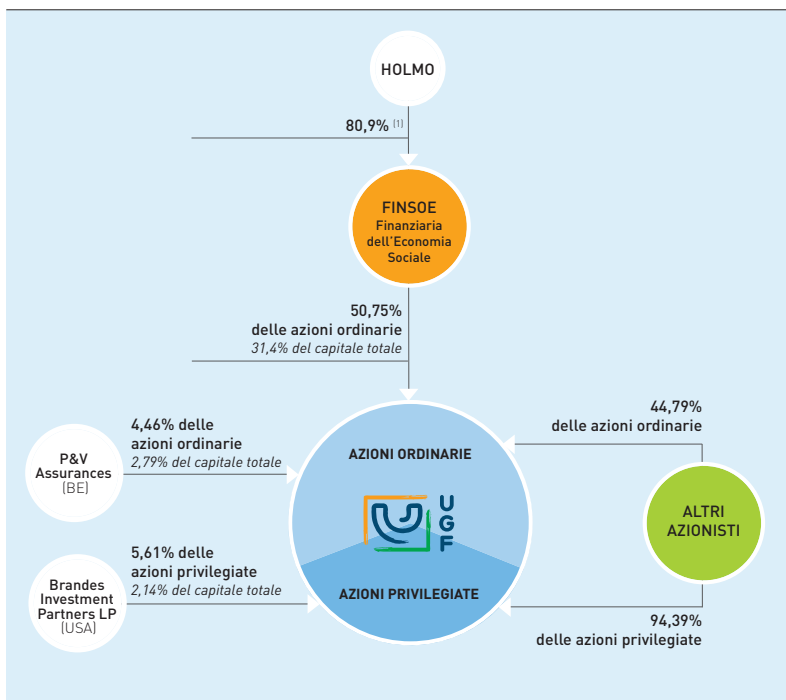 HOLMO
80,9% (1)
FINSOE
Finanziaria
dell'Economia
Sociale
50,75%
delle azioni ordinarie
31,4% del capitale totale
4,46% delle
azioni ordinarie
2,79% del capitale totale
P&V
Assurances
(BE)
5,61% delle
azioni privilegiate
2,14% del capitale totale
Brandes
Investment
Partners LP
(USA)
AZIONI ORDINARIE
UGF
AZIONI PRIVILEGIATE
44,79%
delle azioni ordinarie
ALTRI
AZIONISTI
94,39%
delle azioni privilegiate